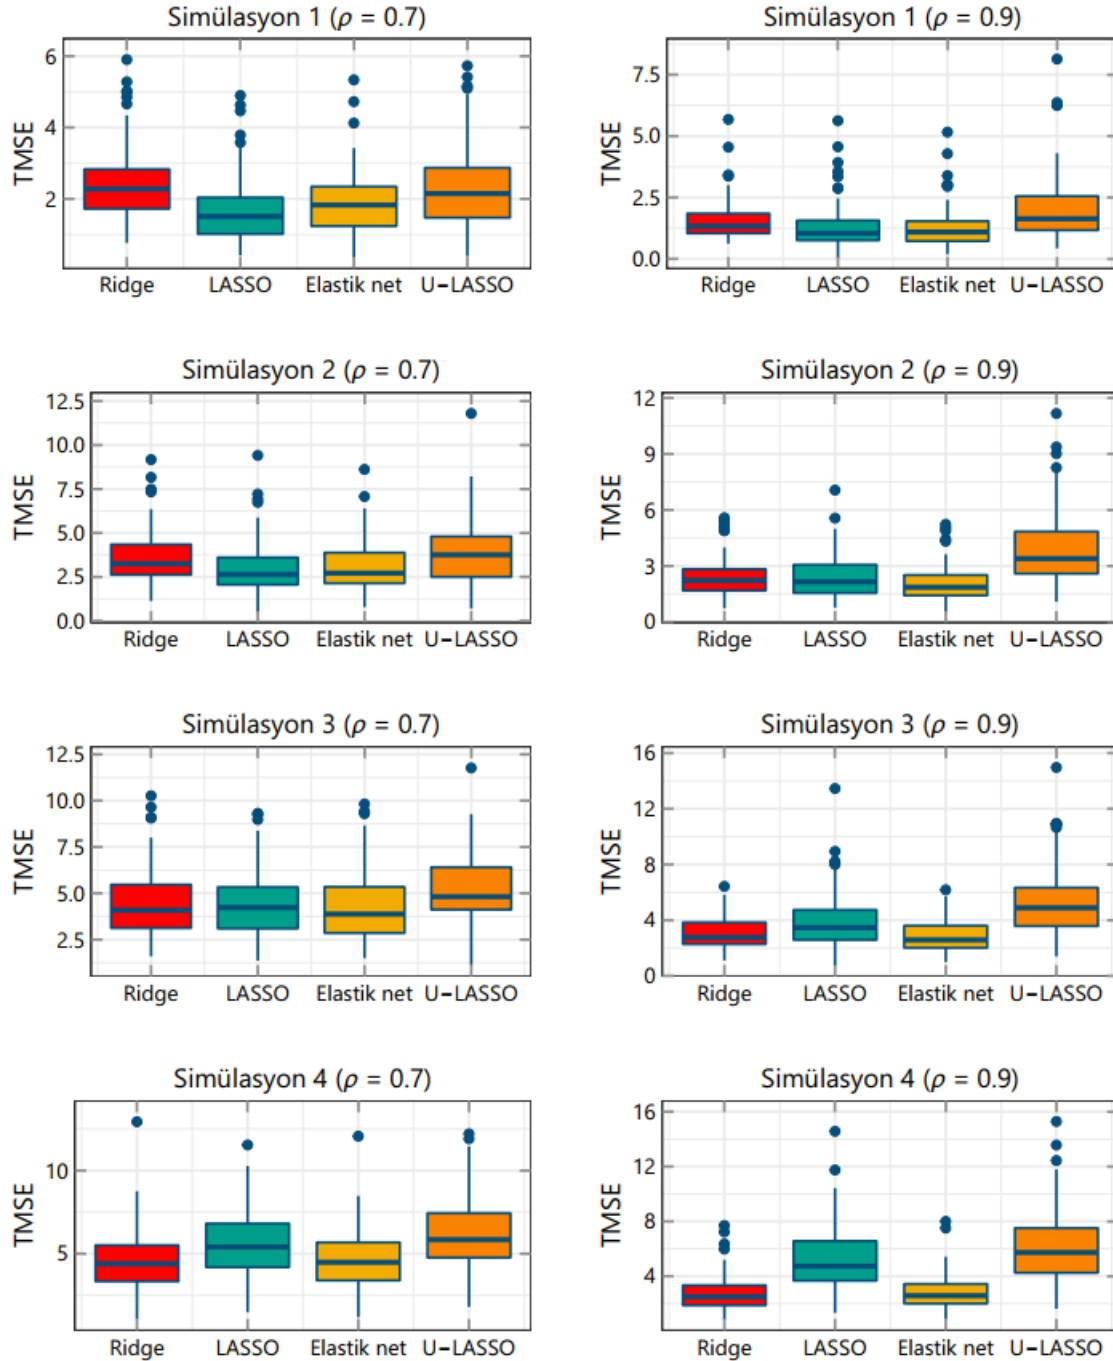 Simülasyon 1 (ρ = 0.7)
TMSE
6
4
2
Ridge LASSO Elastik net U-LASSO
Simülasyon 1 (ρ = 0.9)
TMSE
7.5
5.0
2.5
0.0
Ridge LASSO Elastik net U-LASSO
Simülasyon 2 (ρ = 0.7)
TMSE
12.5
10.0
7.5
5.0
2.5
0.0
Ridge LASSO Elastik net U-LASSO
Simülasyon 2 (ρ = 0.9)
TMSE
12
9
6
3
0
Ridge LASSO Elastik net U-LASSO
Simülasyon 3 (ρ = 0.7)
TMSE
12.5
10.0
7.5
5.0
2.5
Ridge LASSO Elastik net U-LASSO
Simülasyon 3 (ρ = 0.9)
TMSE
16
12
8
4
0
Ridge LASSO Elastik net U-LASSO
Simülasyon 4 (ρ = 0.7)
TMSE
10
5
Ridge LASSO Elastik net U-LASSO
Simülasyon 4 (ρ = 0.9)
TMSE
16
12
8
4
Ridge LASSO Elastik net U-LASSO